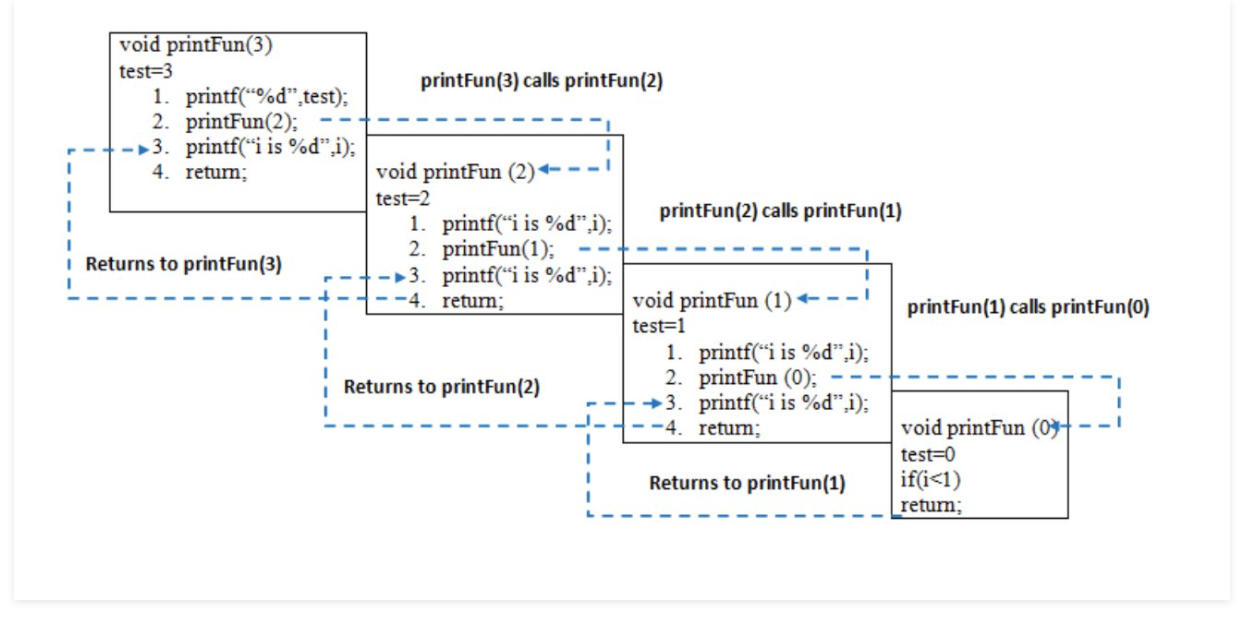 void printFun(3)
test=3
1. printf(“%d”,test);
2. printFun(2);
3. printf(“i is %d”,i);
4. return;
printFun(3) calls printFun(2)
void printFun (2)
test=2
1. printf(“i is %d”,i);
2. printFun(1);
3. printf(“i is %d”,i);
4. return;
Returns to printFun(3)
printFun(2) calls printFun(1)
void printFun (1)
test=1
1. printf(“i is %d”,i);
2. printFun (0);
3. printf(“i is %d”,i);
4. return;
Returns to printFun(2)
printFun(1) calls printFun(0)
void printFun (0)
test=0
if(i<1)
return;
Returns to printFun(1)